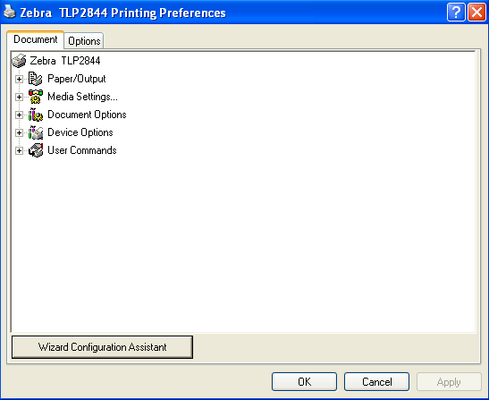 Zebra TLP2844 Printing Preferences
Document Options
Zebra TLP2844
Paper/Output
Media Settings...
Document Options
Device Options
User Commands
Wizard Configuration Assistant
OK Cancel Apply